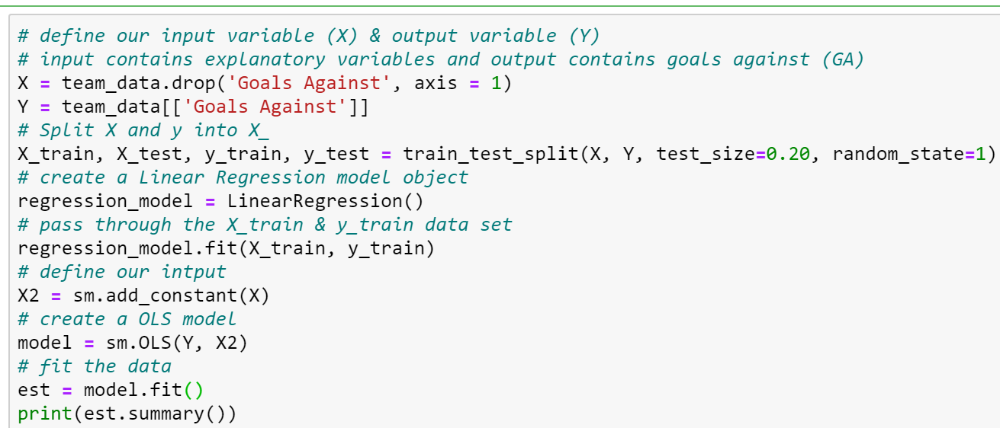 # define our input variable (X) & output variable (Y)
# input contains explanatory variables and output contains goals against (GA)
X = team_data.drop('Goals Against', axis = 1)
Y = team_data[['Goals Against']]
# Split X and y into X_
X_train, X_test, y_train, y_test = train_test_split(X, Y, test_size=0.20, random_state=1)
# create a Linear Regression model object
regression_model = LinearRegression()
# pass through the X_train & y_train data set
regression_model.fit(X_train, y_train)
# define our intput
X2 = sm.add_constant(X)
# create a OLS model
model = sm.OLS(Y, X2)
# fit the data
est = model.fit()
print(est.summary())